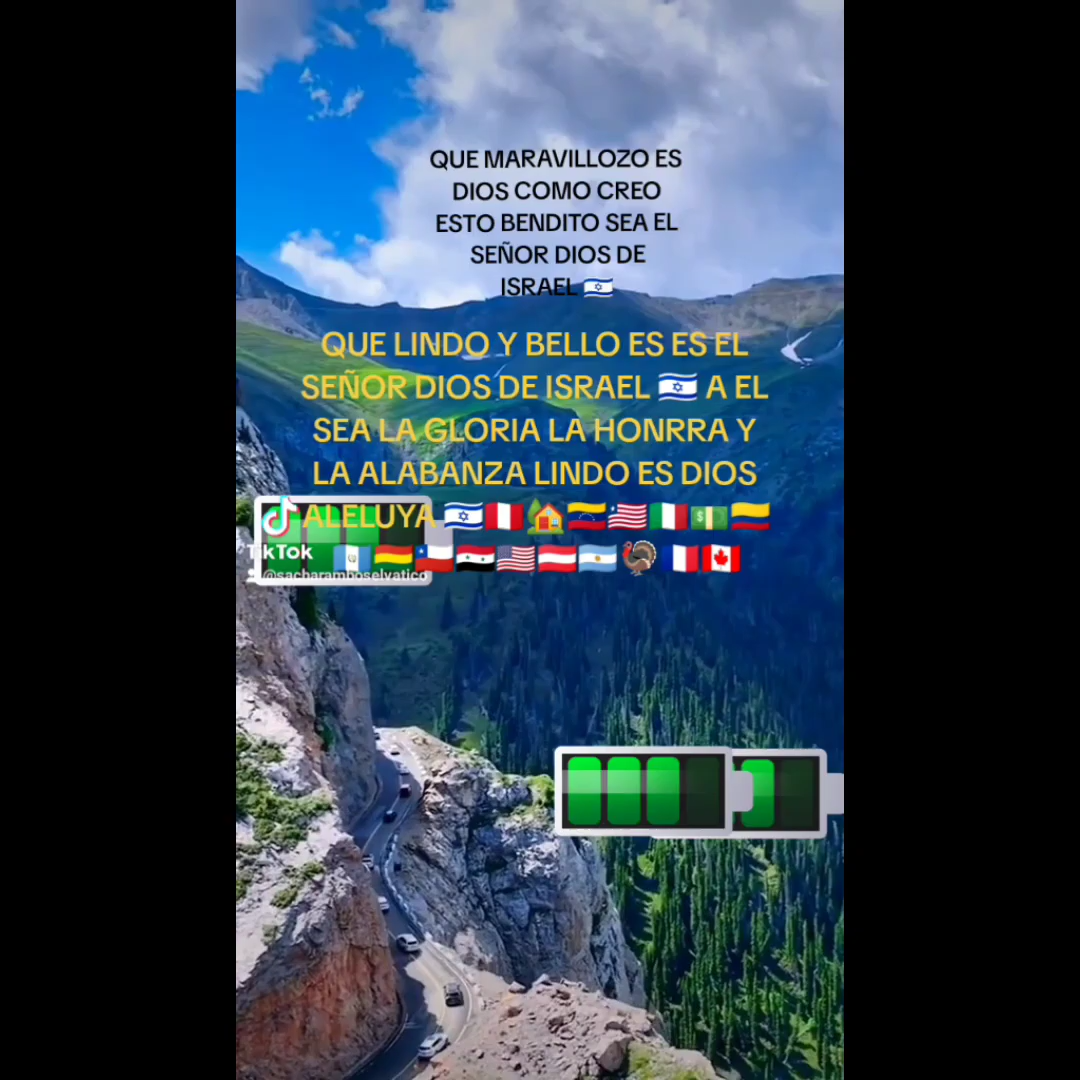 QUE MARAVILLOZO ES
DIOS COMO CREO
ESTO BENDITO SEA EL
SEÑOR DIOS DE
ISRAEL 🇮🇱
QUE LINDO Y BELLO ES ES EL
SEÑOR DIOS DE ISRAEL 🇮🇱 A EL
SEA LA GLORIA LA HONRRA Y
LA ALABANZA LINDO ES DIOS
ALELUYA 🇮🇱🇵🇪🏡🇻🇪🇱🇷🇮🇹💵🇨🇴
🇬🇹🇧🇴🇨🇱🇸🇾🇺🇸🇦🇹🇦🇷🦃🇫🇷🇨🇦
TikTok
@sacharamboselvatico